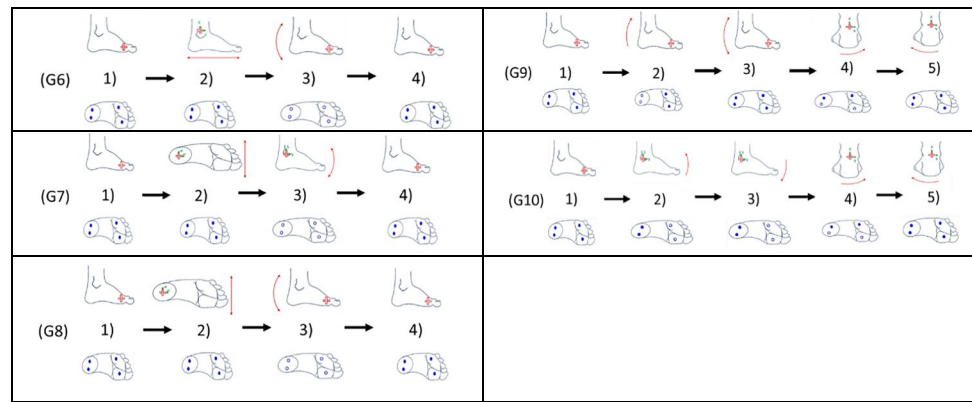 (G6) 1) 2) 3) 4)
(G9) 1) 2) 3) 4) 5)
(G7) 1) 2) 3) 4)
(G10) 1) 2) 3) 4) 5)
(G8) 1) 2) 3) 4)